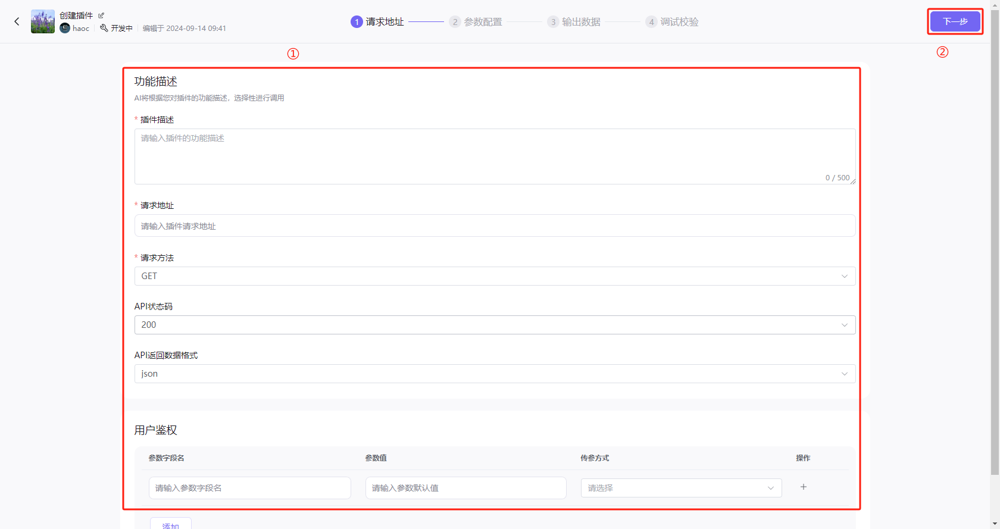 创建插件
haoc 开发中 编辑于 2024-09-14 09:41
1 请求地址 2 参数配置 3 输出数据 4 调试校验
下一步
① ②
功能描述
AI将根据您对插件的功能描述，选择性进行调用
* 插件描述
请输入插件的功能描述
0 / 500
* 请求地址
请输入插件请求地址
* 请求方法
GET
API状态码
200
API返回数据格式
json
用户鉴权
参数字段名 参数值 传参方式 操作
请输入参数字段名 请输入参数默认值 请选择 +
添加